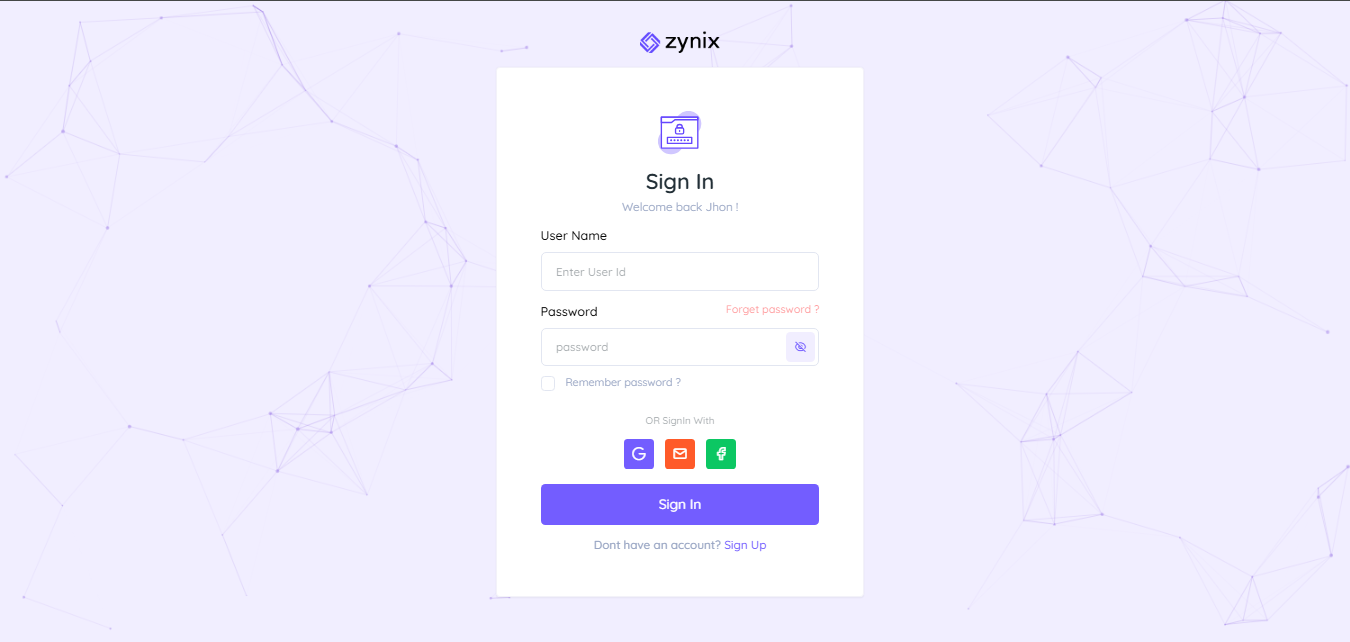 zynix
Sign In
Welcome back Jhon !
User Name
Enter User Id
Password
Forget password ?
password
Remember password ?
OR SignIn With
Sign In
Dont have an account? Sign Up